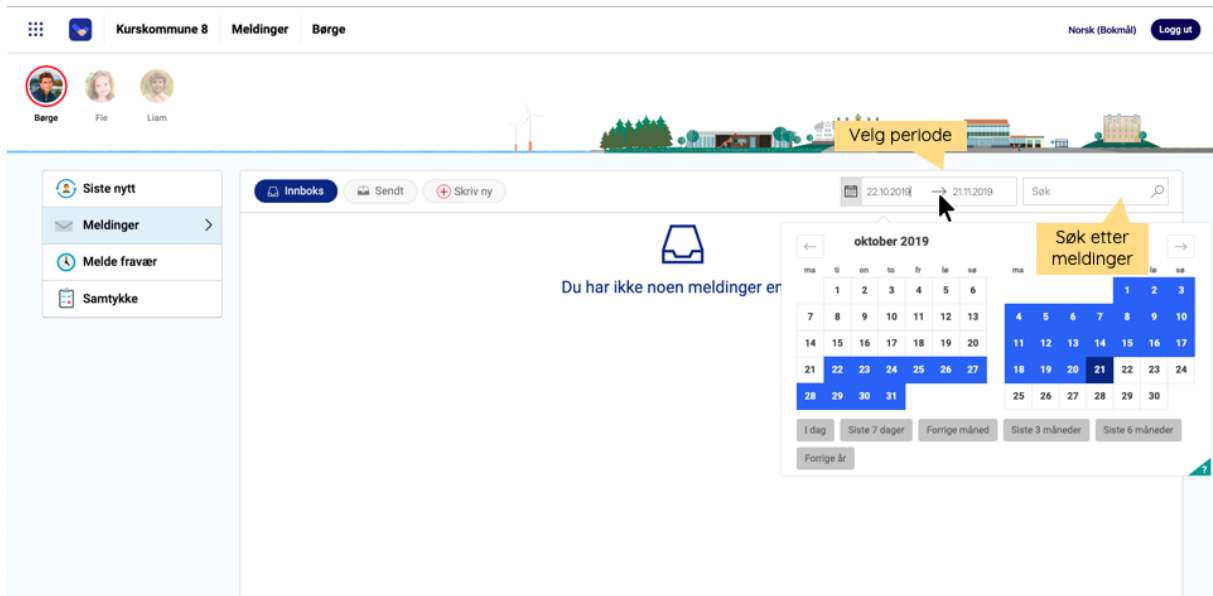 Kurskommune 8 Meldinger Børge
Norsk (Bokmål) Logg ut
Børge Fie Liam
Velg periode
Siste nytt
Meldinger
Melde fravær
Samtykke
Innboks Sendt Skriv ny
22.10.2019 21.11.2019 Søk
Søk etter
meldinger
Du har ikke noen meldinger
oktober 2019
ma ti on to fr lø sø
1 2 3 4 5 6
7 8 9 10 11 12 13
14 15 16 17 18 19 20
21 22 23 24 25 26 27
28 29 30 31
ma lø sø
1 2 3
4 5 6 7 8 9 10
11 12 13 14 15 16 17
18 19 20 21 22 23 24
25 26 27 28 29 30
I dag Siste 7 dager Forrige måned Siste 3 måneder Siste 6 måneder
Forrige år
?